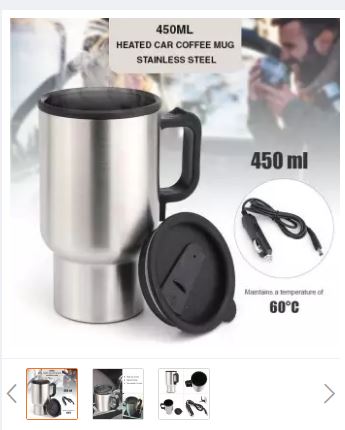 450ML
HEATED CAR COFFEE MUG
STAINLESS STEEL
450 ml
Maintains a temperature of
60°C